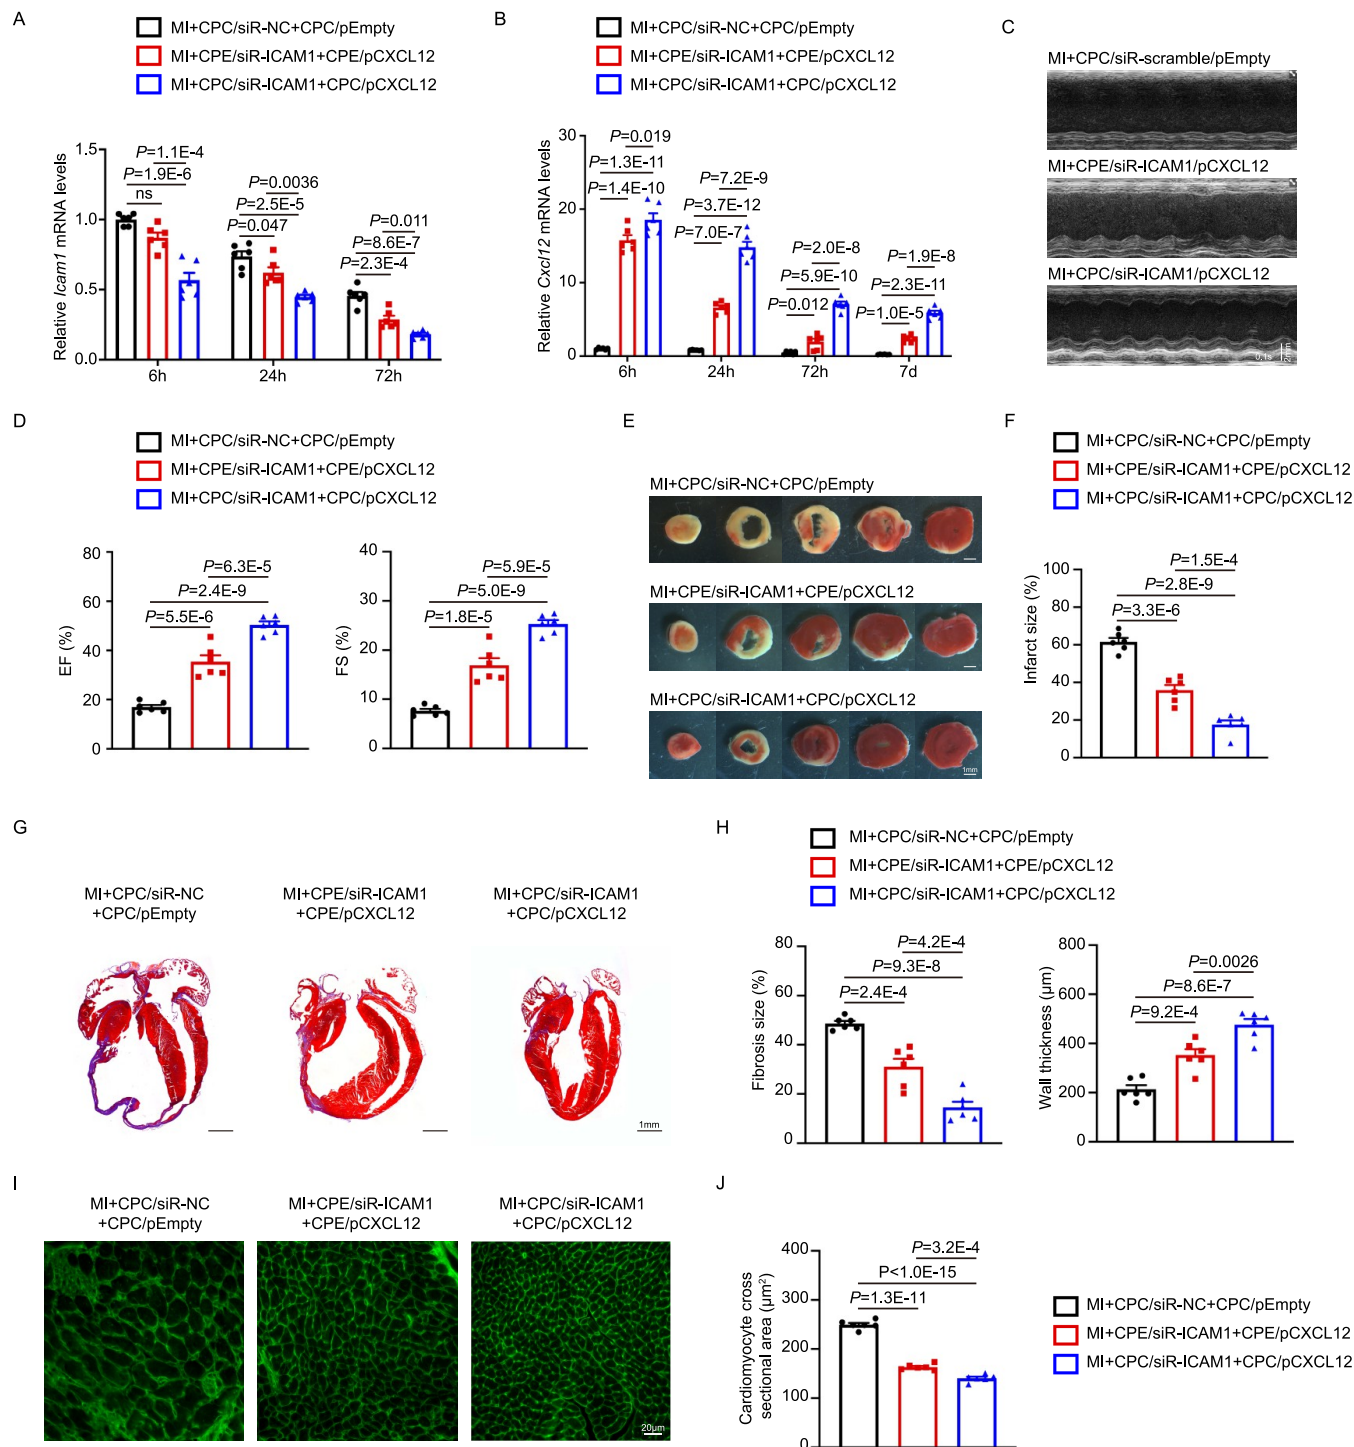 A
MI+CPC/siR-NC+CPC/pEmpty
MI+CPE/siR-ICAM1+CPE/pCXCL12
MI+CPC/siR-ICAM1+CPC/pCXCL12
Relative Icam1 mRNA levels
1.5
1.0
0.5
0.0
P=1.1E-4
P=1.9E-6
ns
P=0.0036
P=2.5E-5
P=0.047
P=0.011
P=8.6E-7
P=2.3E-4
6h
24h
72h
B
MI+CPC/siR-NC+CPC/pEmpty
MI+CPE/siR-ICAM1+CPE/pCXCL12
MI+CPC/siR-ICAM1+CPC/pCXCL12
Relative Cxcl12 mRNA levels
30
20
10
0
P=0.019
P=1.3E-11
P=1.4E-10
P=7.2E-9
P=3.7E-12
P=7.0E-7
P=2.0E-8
P=5.9E-10
P=0.012
P=1.9E-8
P=2.3E-11
P=1.0E-5
6h
24h
72h
7d
C
MI+CPC/siR-scramble/pEmpty
MI+CPE/siR-ICAM1/pCXCL12
MI+CPC/siR-ICAM1/pCXCL12
0.1s
2mm
D
MI+CPC/siR-NC+CPC/pEmpty
MI+CPE/siR-ICAM1+CPE/pCXCL12
MI+CPC/siR-ICAM1+CPC/pCXCL12
EF (%)
80
60
40
20
0
P=6.3E-5
P=2.4E-9
P=5.5E-6
FS (%)
40
30
20
10
0
P=5.9E-5
P=5.0E-9
P=1.8E-5
E
MI+CPC/siR-NC+CPC/pEmpty
MI+CPE/siR-ICAM1+CPE/pCXCL12
MI+CPC/siR-ICAM1+CPC/pCXCL12
1mm
F
MI+CPC/siR-NC+CPC/pEmpty
MI+CPE/siR-ICAM1+CPE/pCXCL12
MI+CPC/siR-ICAM1+CPC/pCXCL12
Infarct size (%)
100
80
60
40
20
0
P=1.5E-4
P=2.8E-9
P=3.3E-6
G
MI+CPC/siR-NC
+CPC/pEmpty
MI+CPE/siR-ICAM1
+CPE/pCXCL12
MI+CPC/siR-ICAM1
+CPC/pCXCL12
1mm
H
MI+CPC/siR-NC+CPC/pEmpty
MI+CPE/siR-ICAM1+CPE/pCXCL12
MI+CPC/siR-ICAM1+CPC/pCXCL12
Fibrosis size (%)
80
60
40
20
0
P=4.2E-4
P=9.3E-8
P=2.4E-4
Wall thickness (µm)
800
600
400
200
0
P=0.0026
P=8.6E-7
P=9.2E-4
I
MI+CPC/siR-NC
+CPC/pEmpty
MI+CPE/siR-ICAM1
+CPE/pCXCL12
MI+CPC/siR-ICAM1
+CPC/pCXCL12
20µm
J
Cardiomyocyte cross
sectional area (µm²)
400
300
200
100
0
P=3.2E-4
P<1.0E-15
P=1.3E-11
MI+CPC/siR-NC+CPC/pEmpty
MI+CPE/siR-ICAM1+CPE/pCXCL12
MI+CPC/siR-ICAM1+CPC/pCXCL12